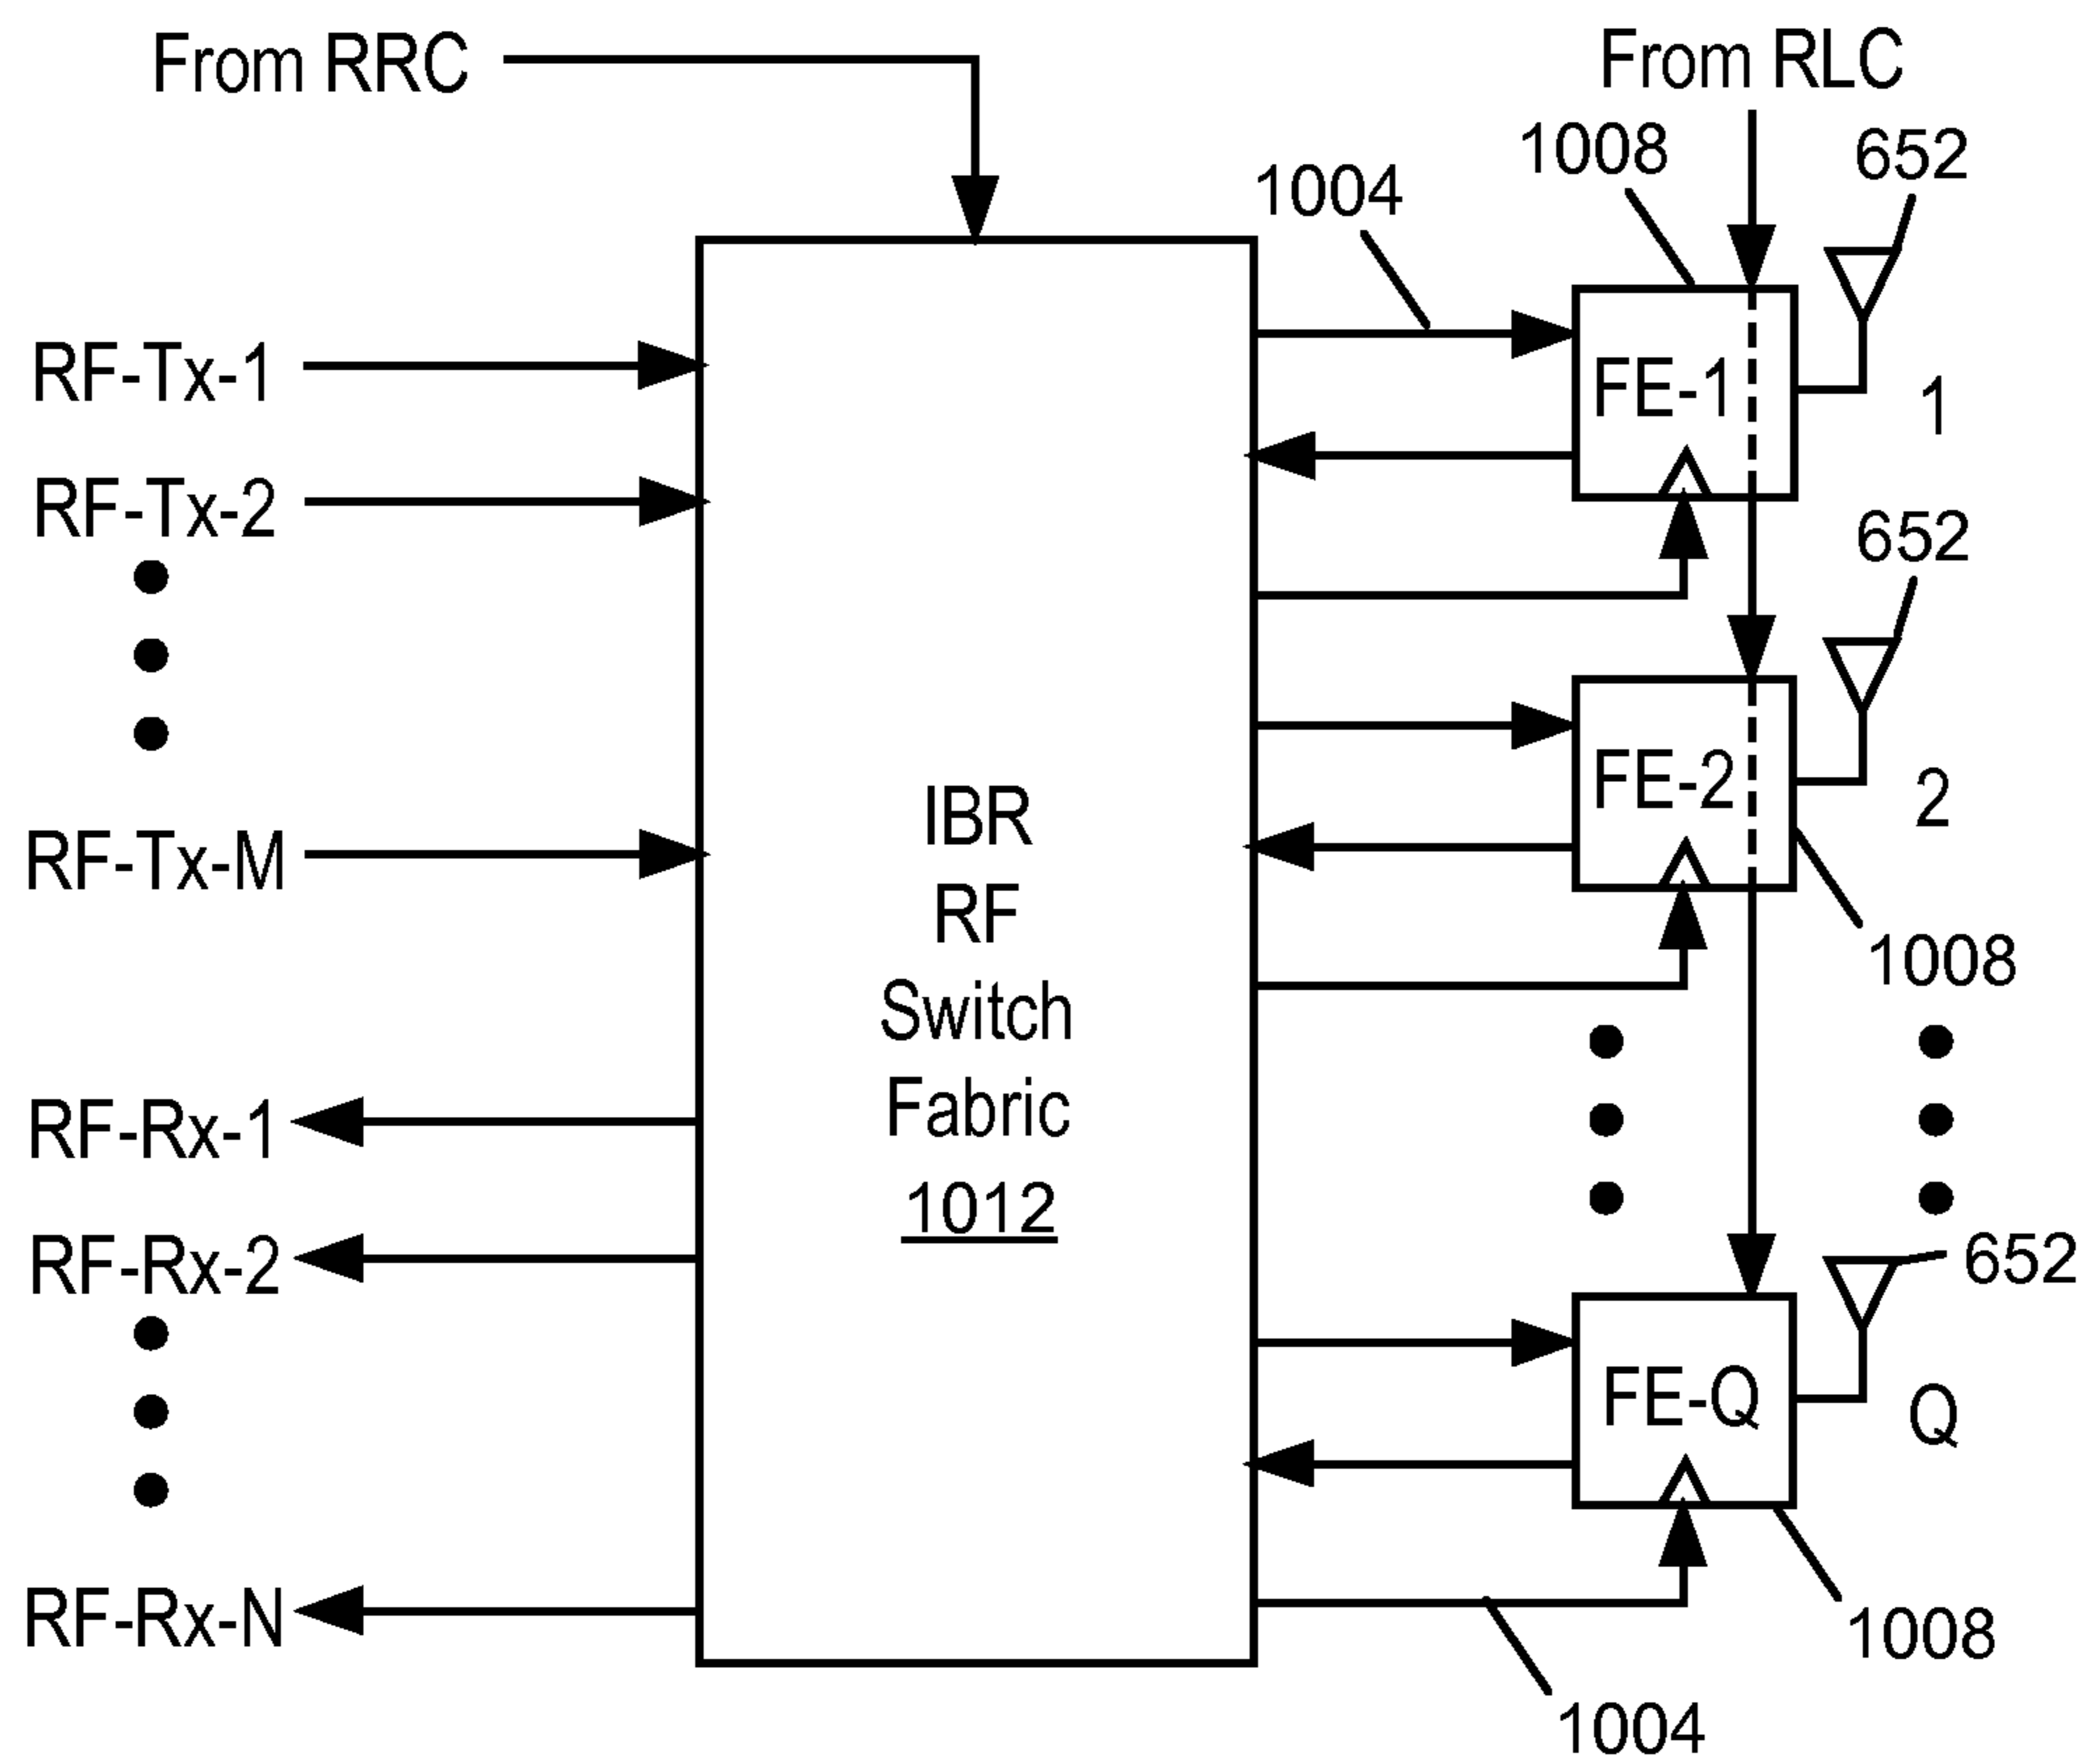 From RRC
From RLC
1008
652
1004
RF-Tx-1
FE-1
1
RF-Tx-2
652
FE-2
2
IBR
RF
Switch
Fabric
1012
RF-Tx-M
1008
RF-Rx-1
RF-Rx-2
652
FE-Q
Q
RF-Rx-N
1008
1004